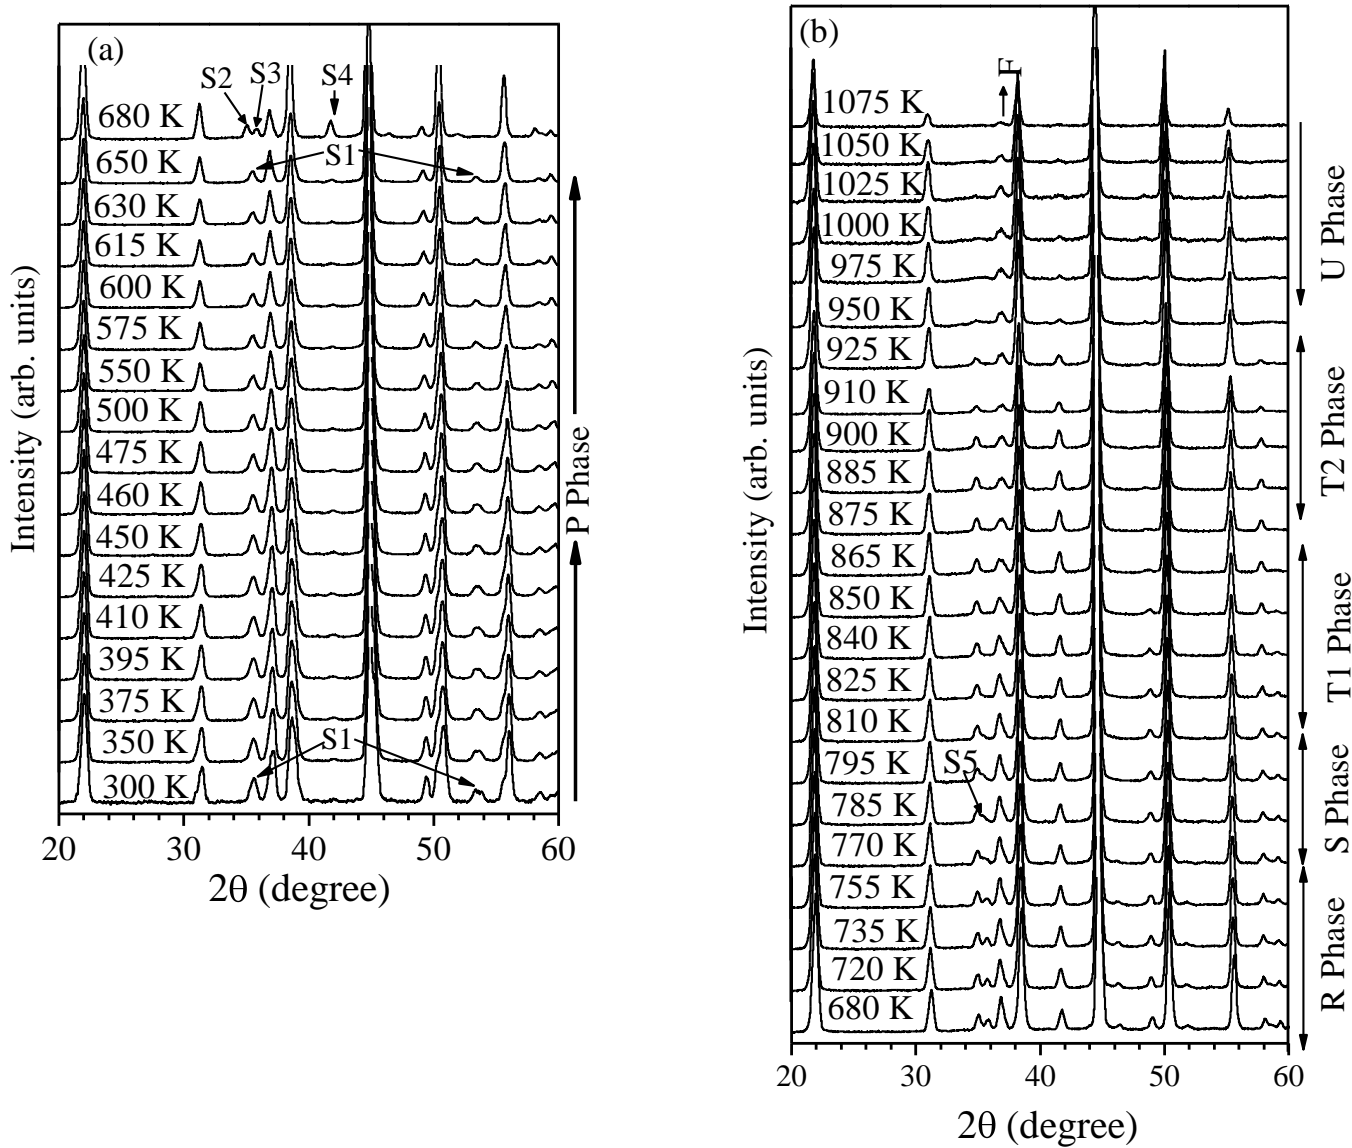 (a)
S2
S3
S4
680 K
S1
650 K
630 K
615 K
600 K
575 K
550 K
500 K
475 K
460 K
450 K
425 K
410 K
395 K
375 K
350 K
S1
300 K
P Phase
Intensity (arb. units)
20 30 40 50 60
2θ (degree)
(b)
F
1075 K
1050 K
1025 K
1000 K
975 K
950 K
925 K
910 K
900 K
885 K
875 K
865 K
850 K
840 K
825 K
810 K
795 K
S5
785 K
770 K
755 K
735 K
720 K
680 K
U Phase
T2 Phase
T1 Phase
S Phase
R Phase
Intensity (arb. units)
20 30 40 50 60
2θ (degree)